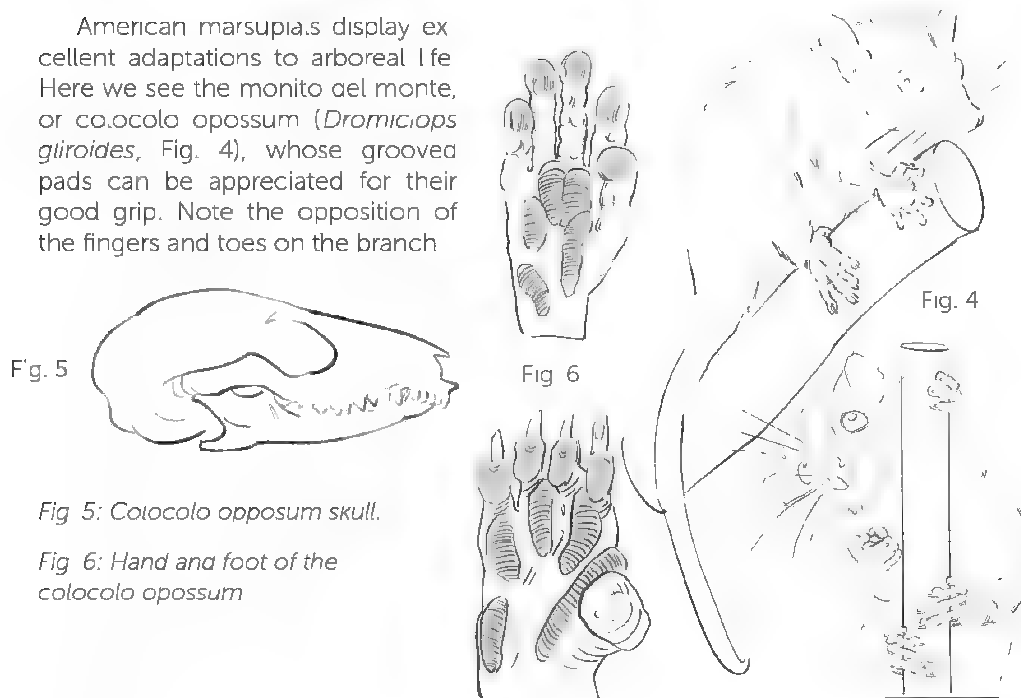 American marsupials display ex
cellent adaptations to arboreal life
Here we see the monito del monte,
or colocolo opossum (Dromiciops
gliroides, Fig. 4), whose grooved
pads can be appreciated for their
good grip. Note the opposition of
the fingers and toes on the branch
Fig. 4
Fig. 5
Fig 6
Fig 5: Colocolo opposum skull.
Fig 6: Hand and foot of the
colocolo opossum